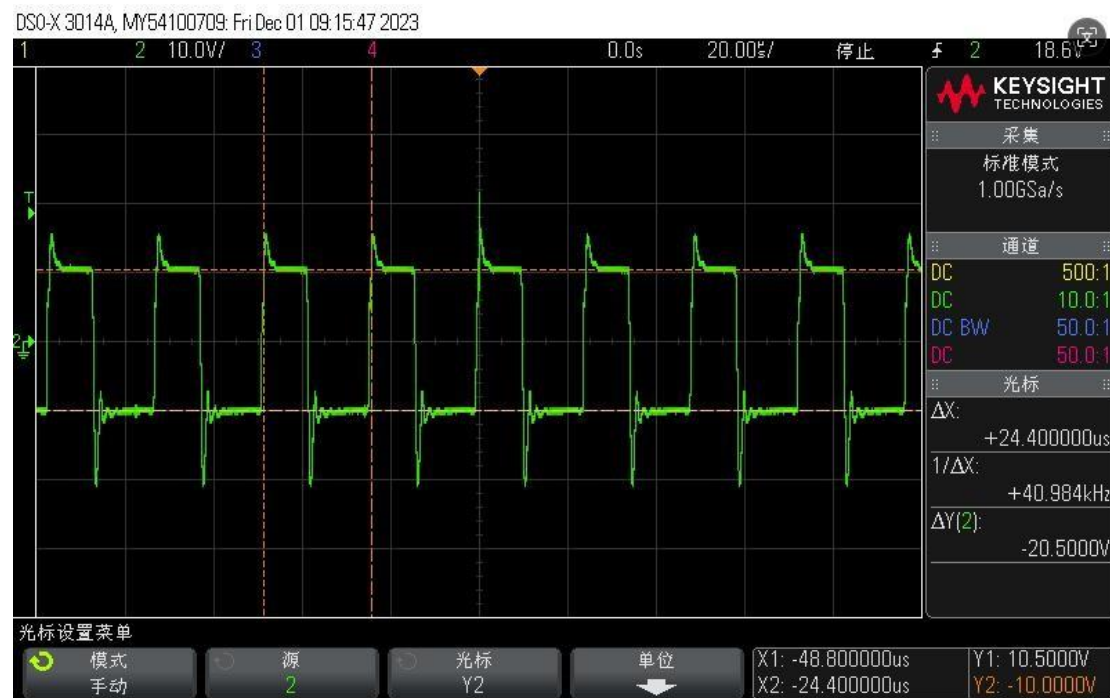 DSO-X 3014A, MY54100709: Fri Dec 01 09:15:47 2023
1 2 10.0V/ 3 4 0.0s 20.00us/ 停止 2 18.6V
文
KEYSIGHT
TECHNOLOGIES
采集
标准模式
1.00GSa/s
通道
DC 500:1
DC 10.0:1
DC BW 50.0:1
DC 50.0:1
光标
ΔX:
+24.400000us
1/ΔX:
+40.984kHz
ΔY(2):
-20.5000V
T
2
光标设置菜单
模式
手动
源
2
光标
Y2
单位
X1: -48.800000us
X2: -24.400000us
Y1: 10.5000V
Y2: -10.0000V